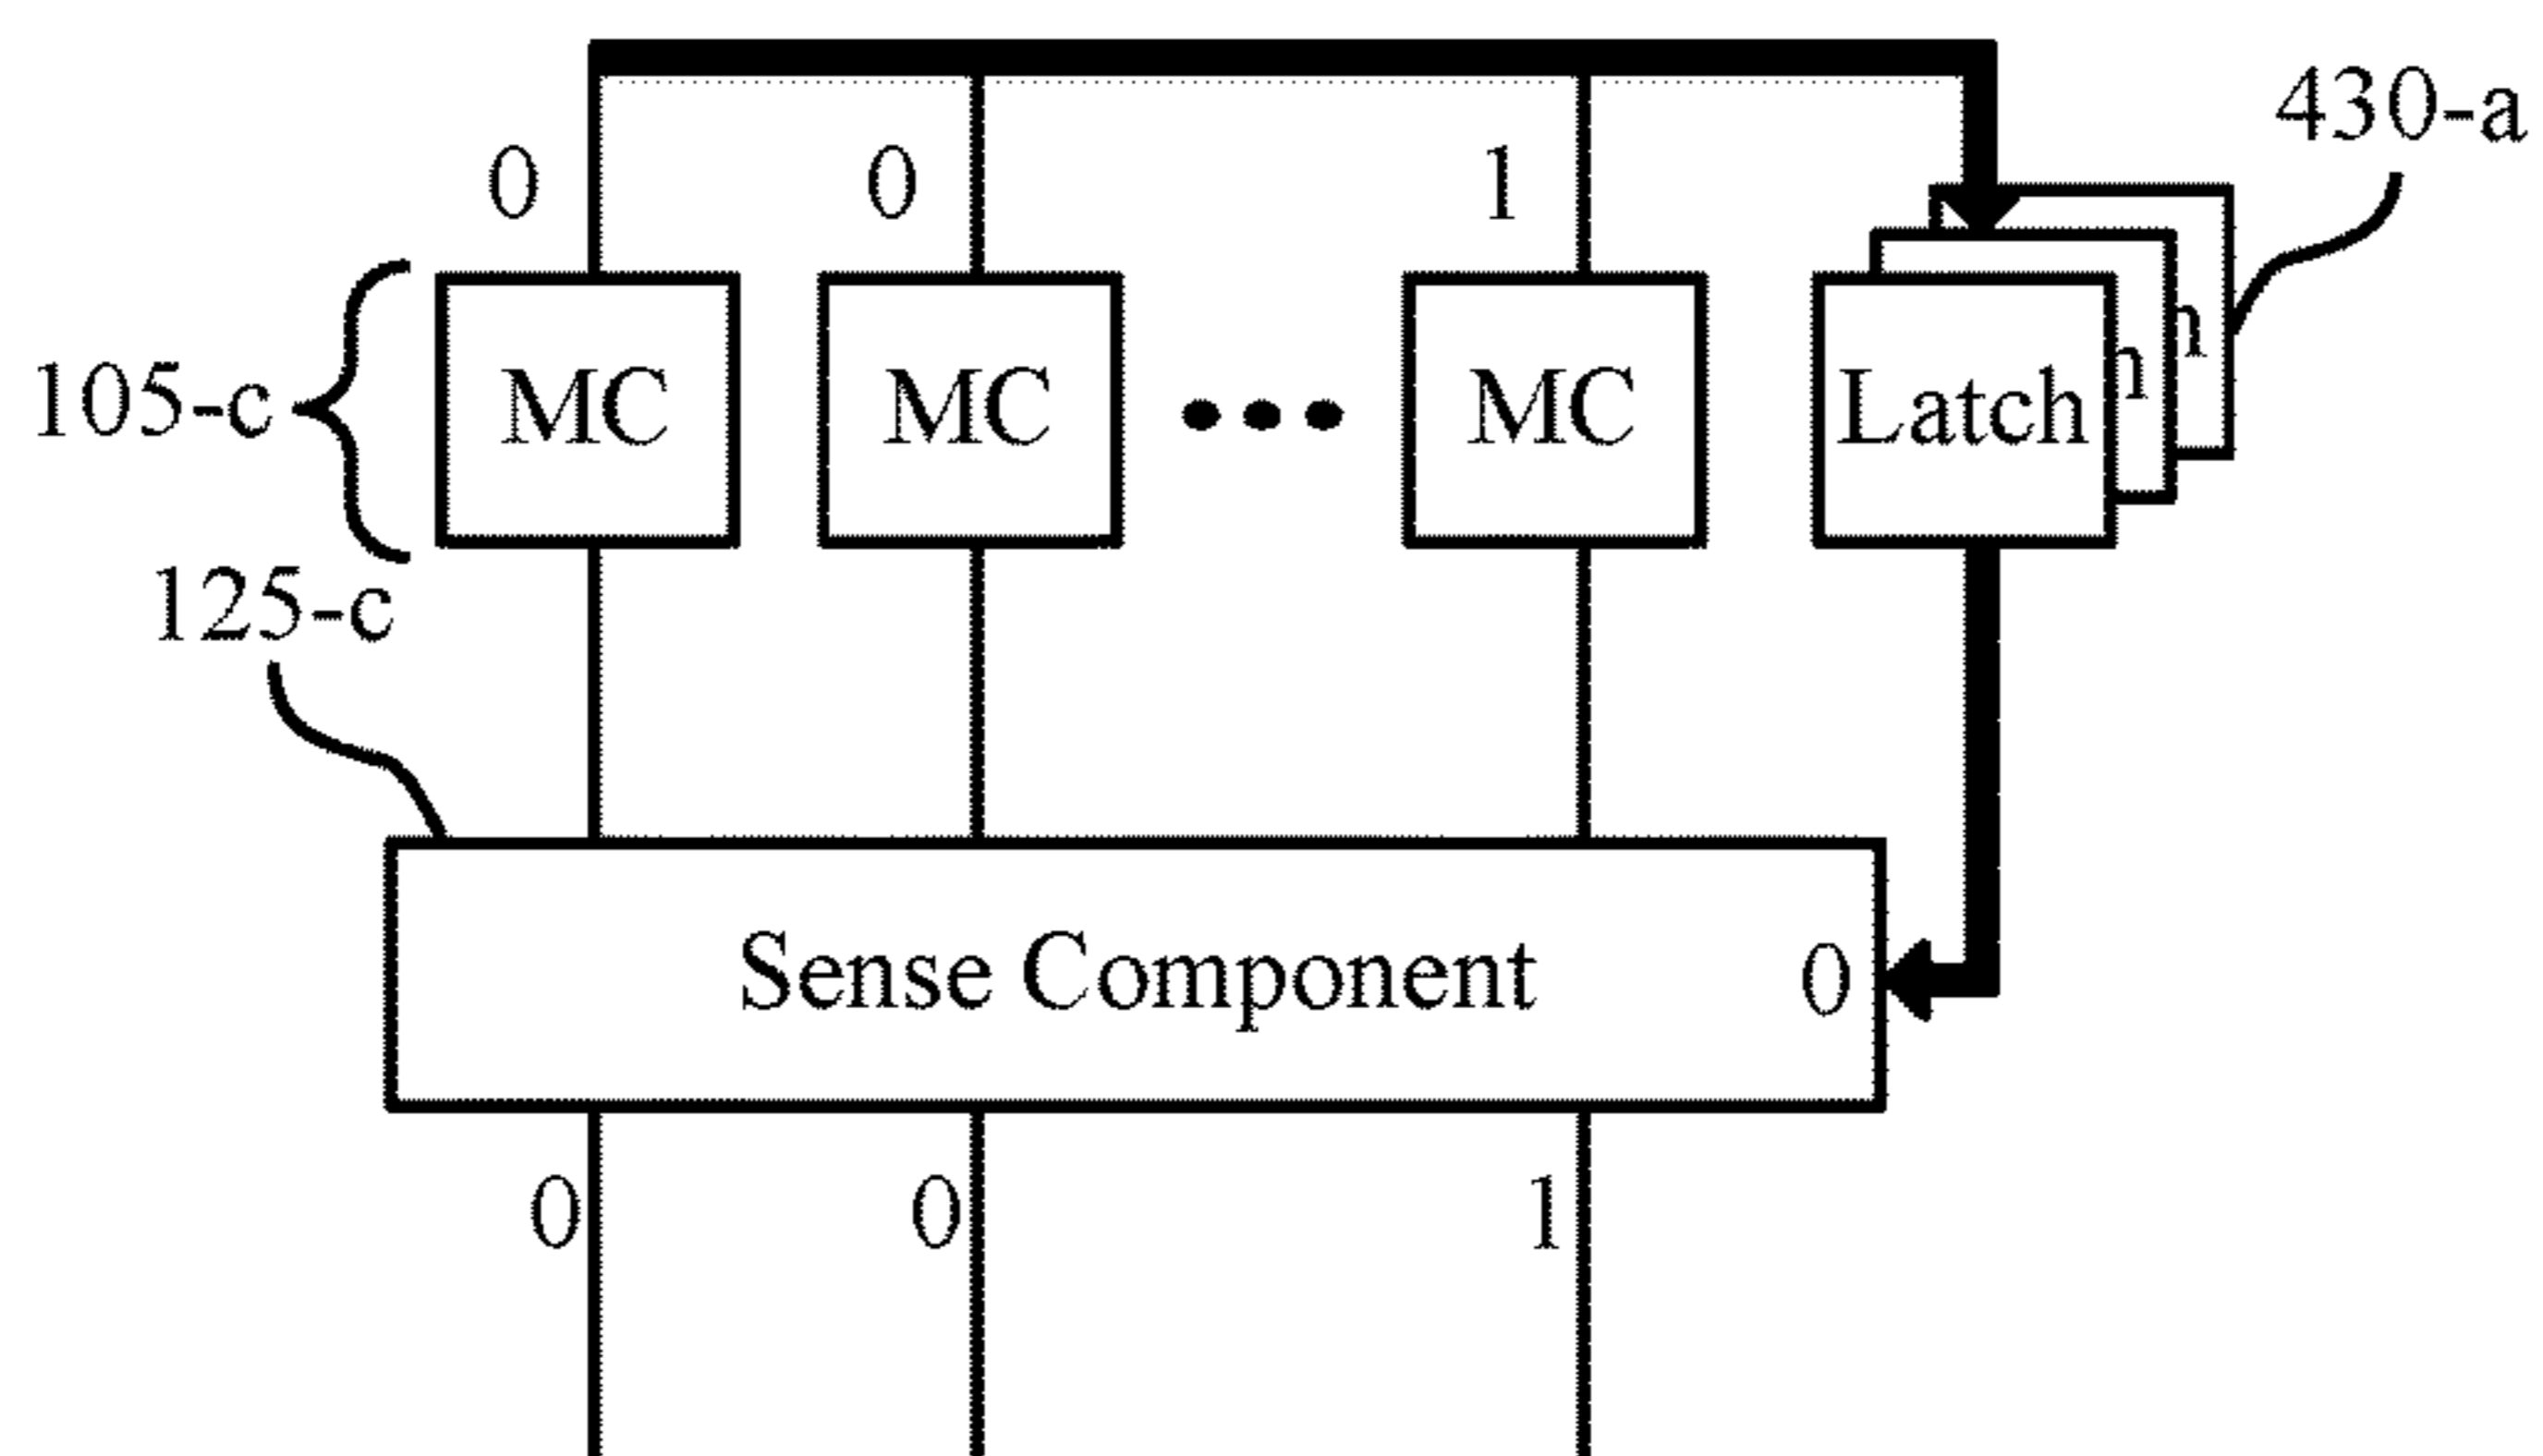 430-a
0 0 1
105-c MC MC ••• MC Latch h h
125-c
Sense Component 0
0 0 1